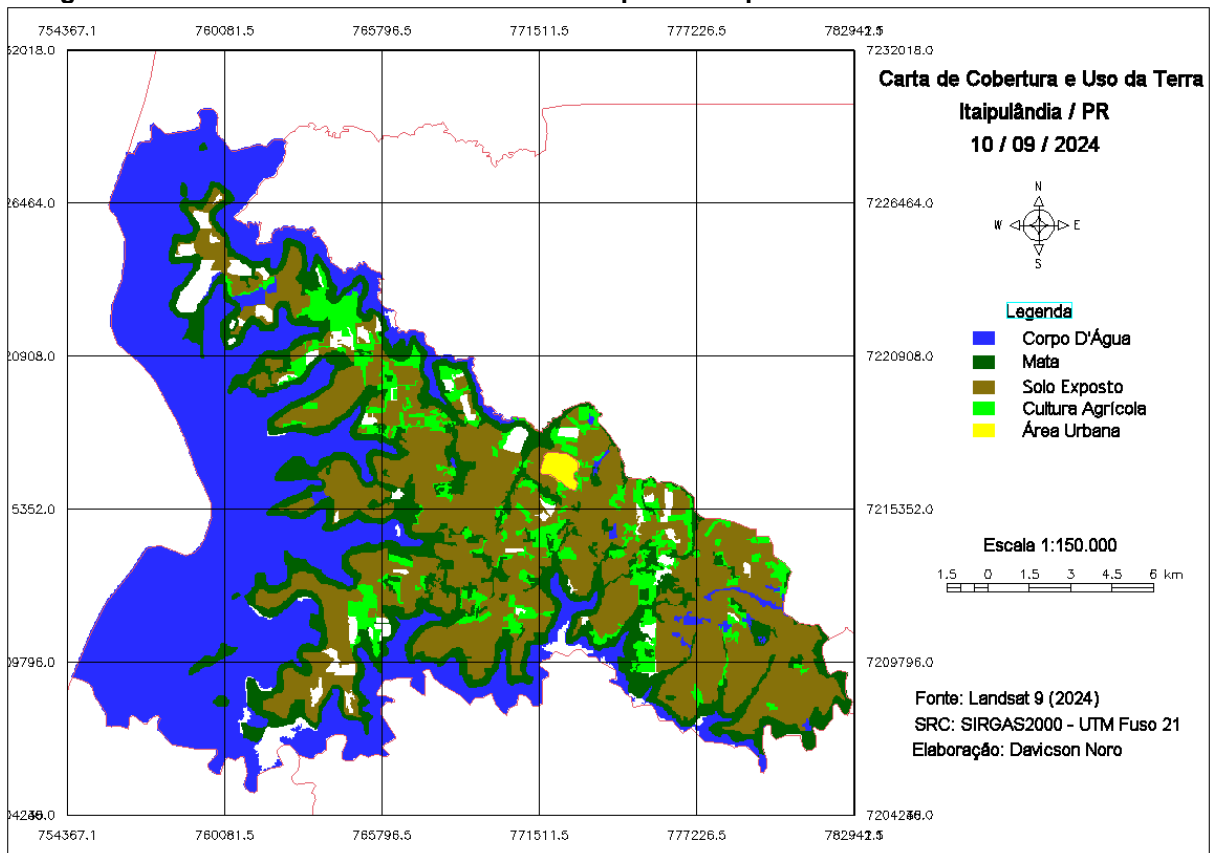 754367.1 760081.5 765796.5 771511.5 777226.5
7232018.0
Carta de Cobertura e Uso da Terra
Itaipulândia / PR
10 / 09 / 2024
N
W E
S
26464.0 7226464.0
Legenda
Corpo D'Água
Mata
Solo Exposto
Cultura Agrícola
Área Urbana
20908.0 7220908.0
5352.0 7215352.0
Escala 1:150.000
1.5 0 1.5 3 4.5 6 km
09796.0 7209796.0
Fonte: Landsat 9 (2024)
SRC: SIRGAS2000 - UTM Fuso 21
Elaboração: Davicson Noro
754367.1 760081.5 765796.5 771511.5 777226.5